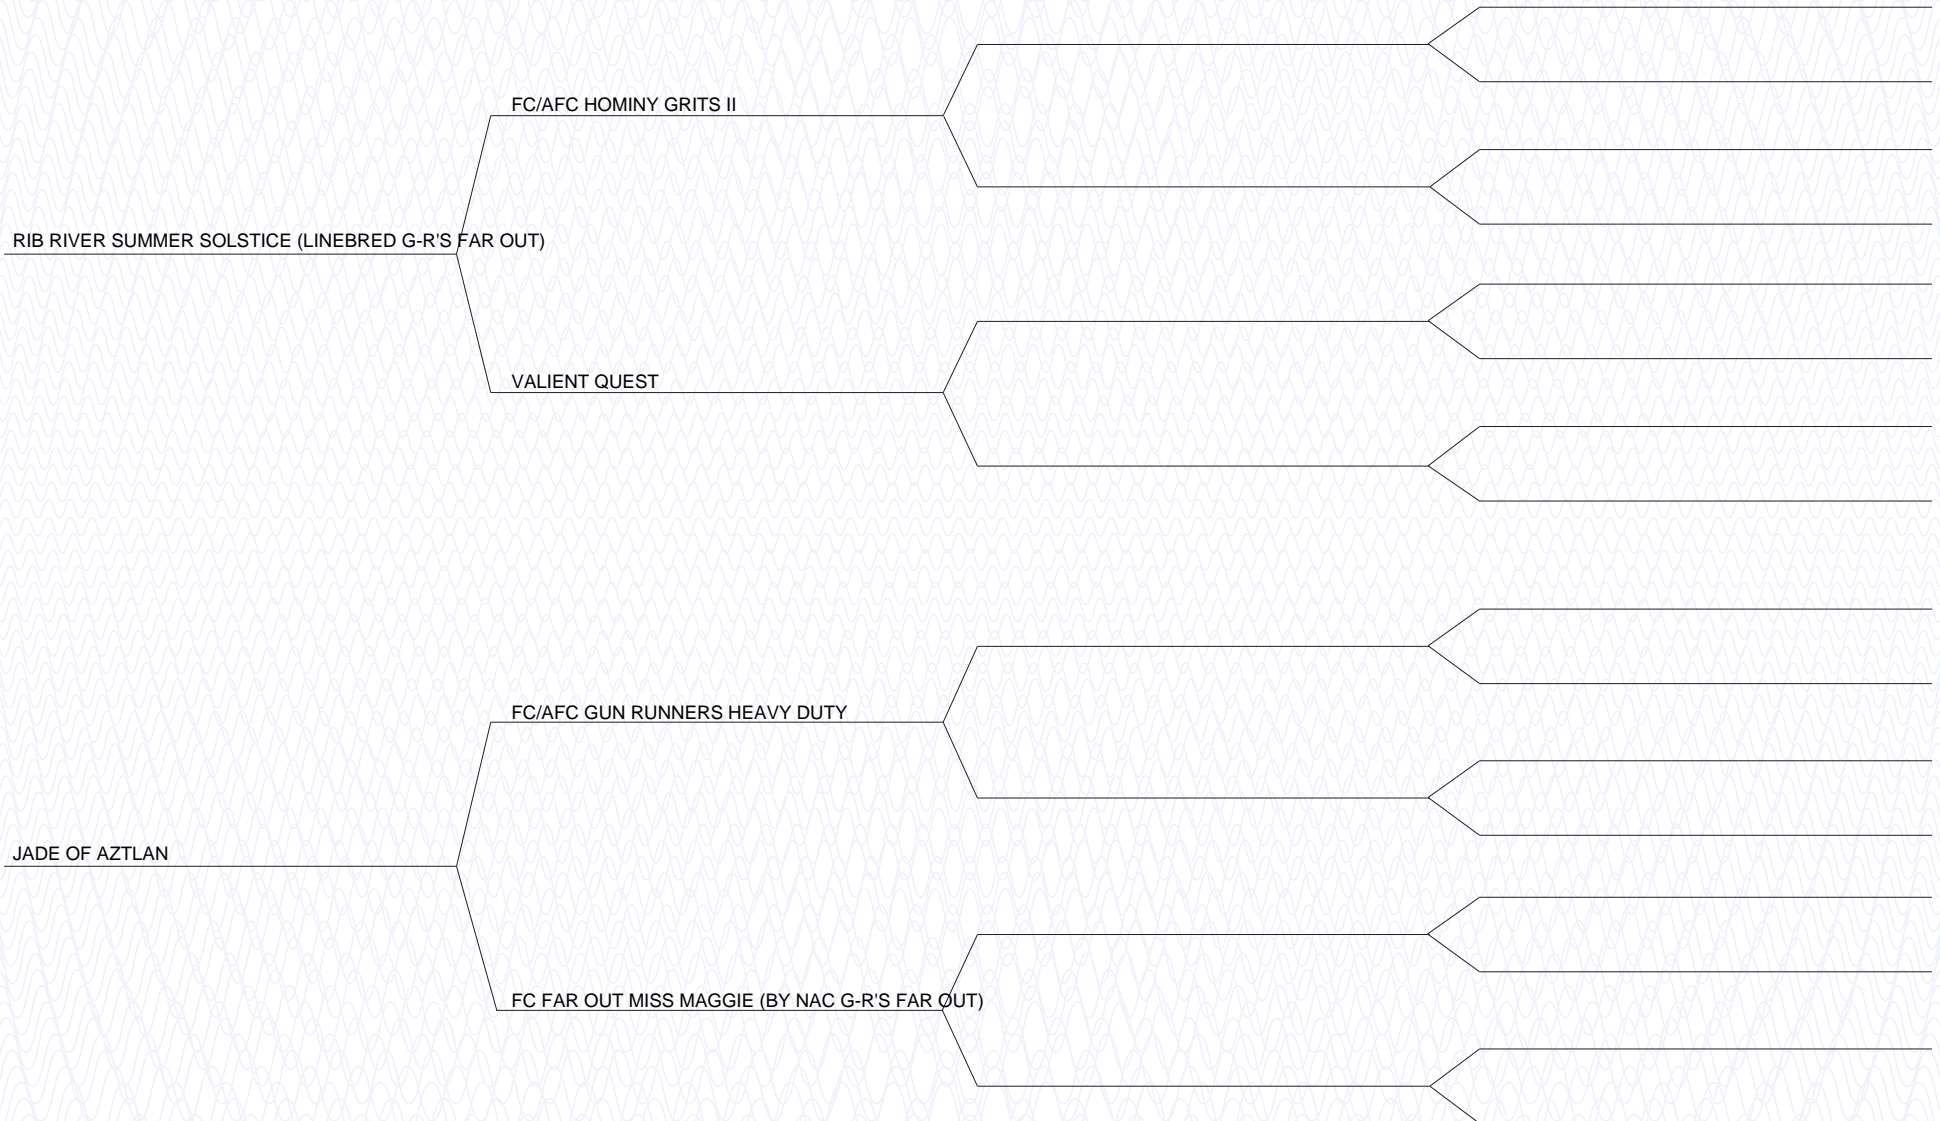 FC/AFC HOMINY GRITS II
RIB RIVER SUMMER SOLSTICE (LINEBRED G-R'S FAR OUT)
VALIENT QUEST
FC/AFC GUN RUNNERS HEAVY DUTY
JADE OF AZTLAN
FC FAR OUT MISS MAGGIE (BY NAC G-R'S FAR OUT)